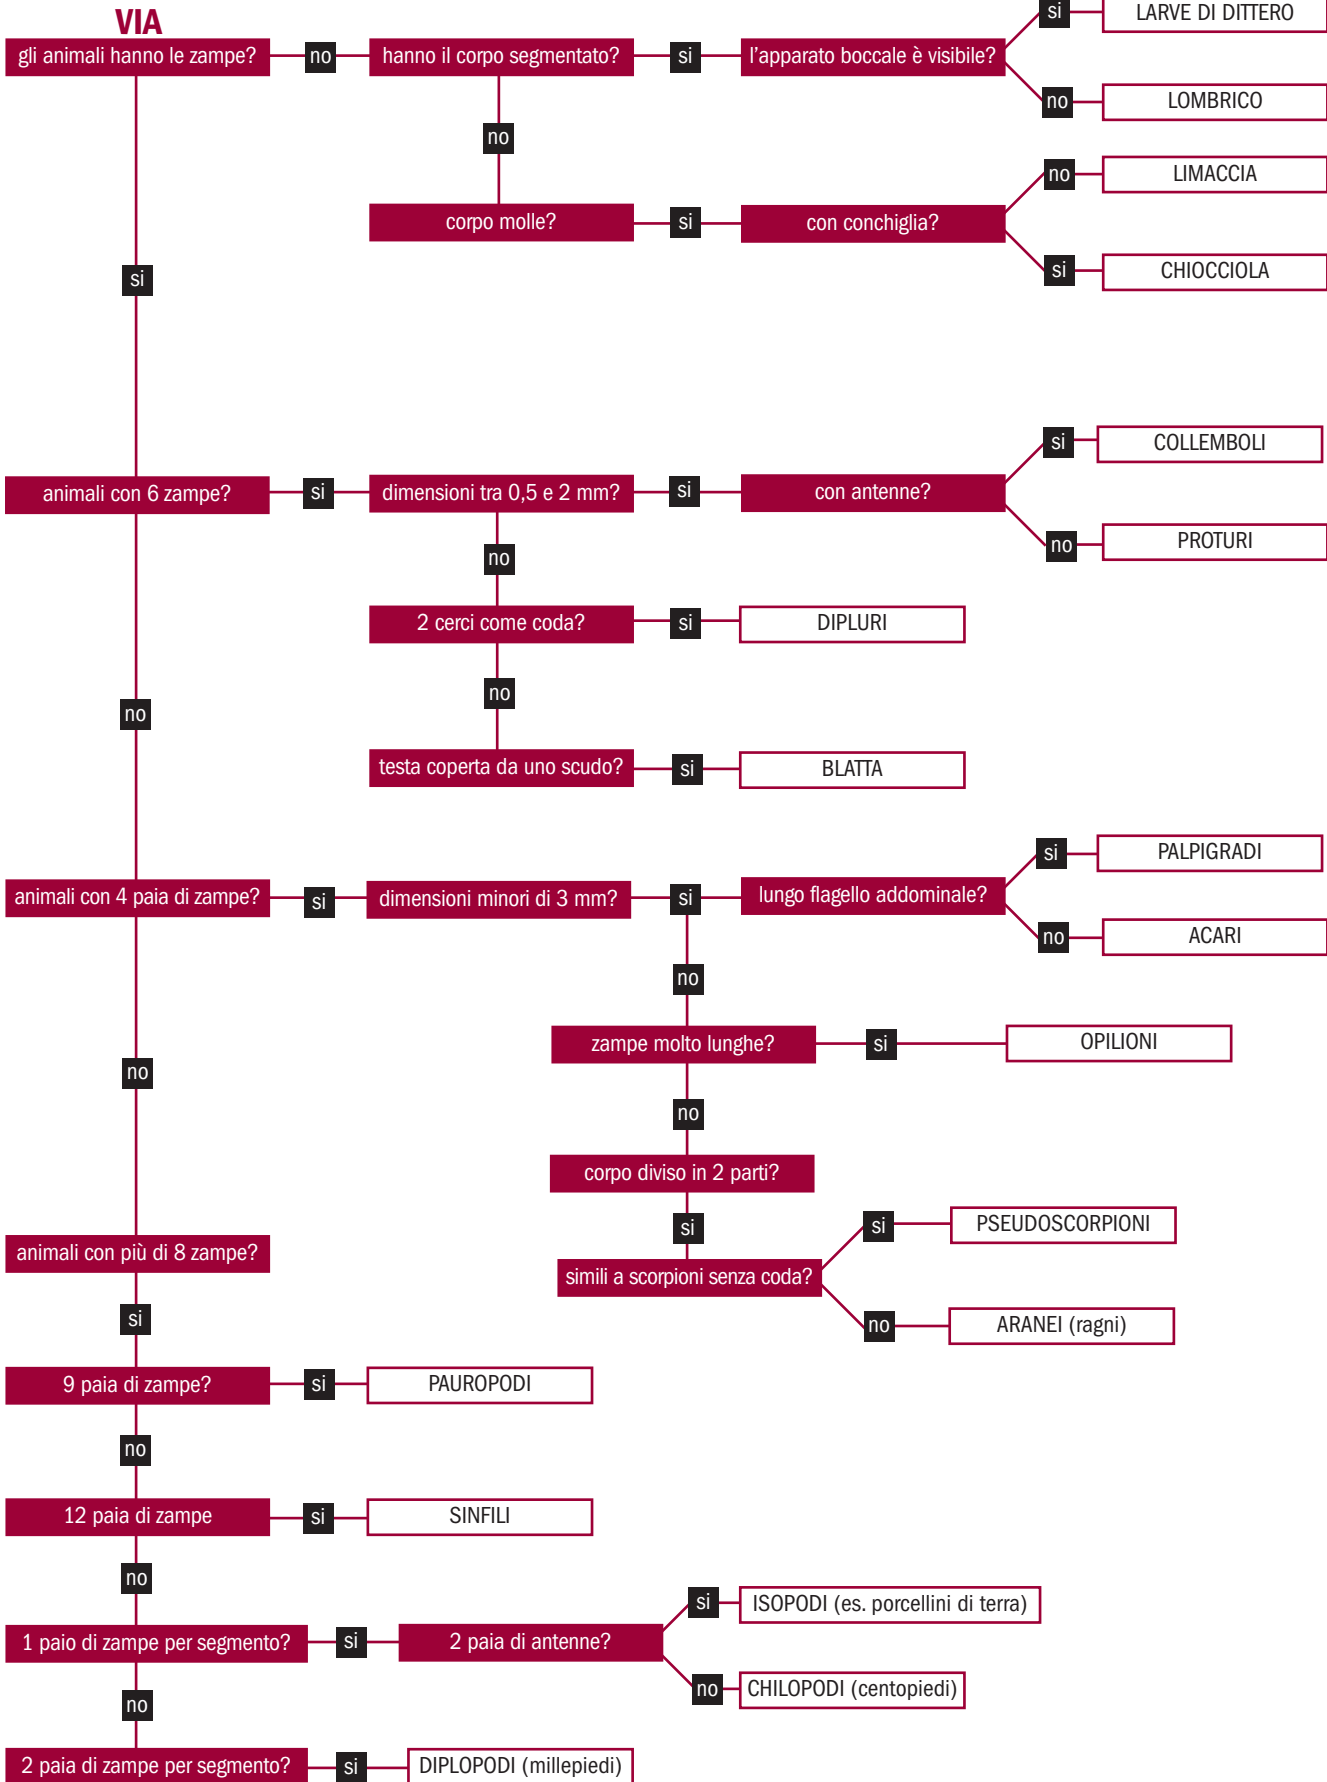 VIA
gli animali hanno le zampe?
no
hanno il corpo segmentato?
si
l'apparato boccale è visibile?
si
LARVE DI DITTERO
no
LOMBRICO
no
corpo molle?
si
con conchiglia?
no
LIMACCIA
si
CHIOCCIOLA
si
animali con 6 zampe?
si
dimensioni tra 0,5 e 2 mm?
si
con antenne?
si
COLLEMBOLI
no
PROTURI
no
2 cerci come coda?
si
DIPLURI
no
testa coperta da uno scudo?
si
BLATTA
no
animali con 4 paia di zampe?
si
dimensioni minori di 3 mm?
si
lungo flagello addominale?
si
PALPIGRADI
no
ACARI
no
zampe molto lunghe?
si
OPILIONI
no
corpo diviso in 2 parti?
si
simili a scorpioni senza coda?
si
PSEUDOSCORPIONI
no
ARANEI (ragni)
no
animali con più di 8 zampe?
si
9 paia di zampe?
si
PAUROPODI
no
12 paia di zampe
si
SINFILI
no
1 paio di zampe per segmento?
si
2 paia di antenne?
si
ISOPODI (es. porcellini di terra)
no
CHILOPODI (centopiedi)
no
2 paia di zampe per segmento?
si
DIPLOPODI (millepiedi)